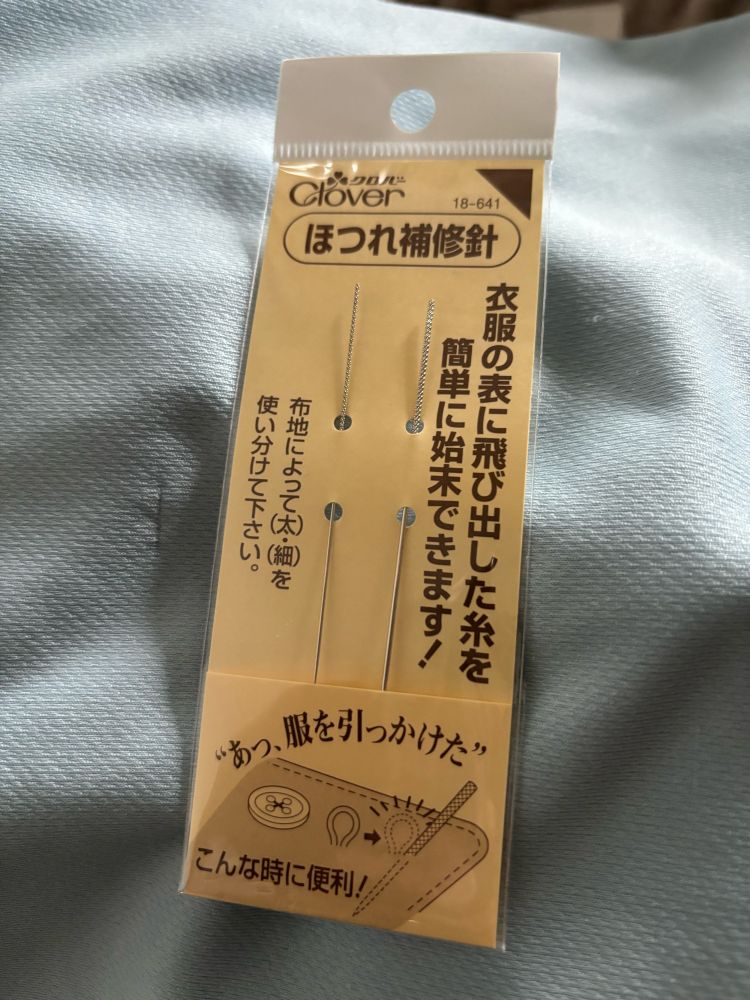 クロバー
Clover
18-641
ほつれ補修針
衣服の表に飛び出した糸を
簡単に始末できます!
布地によって(太)・(細)を
使い分けて下さい。
“あっ、服を引っかけた”
こんな時に便利!